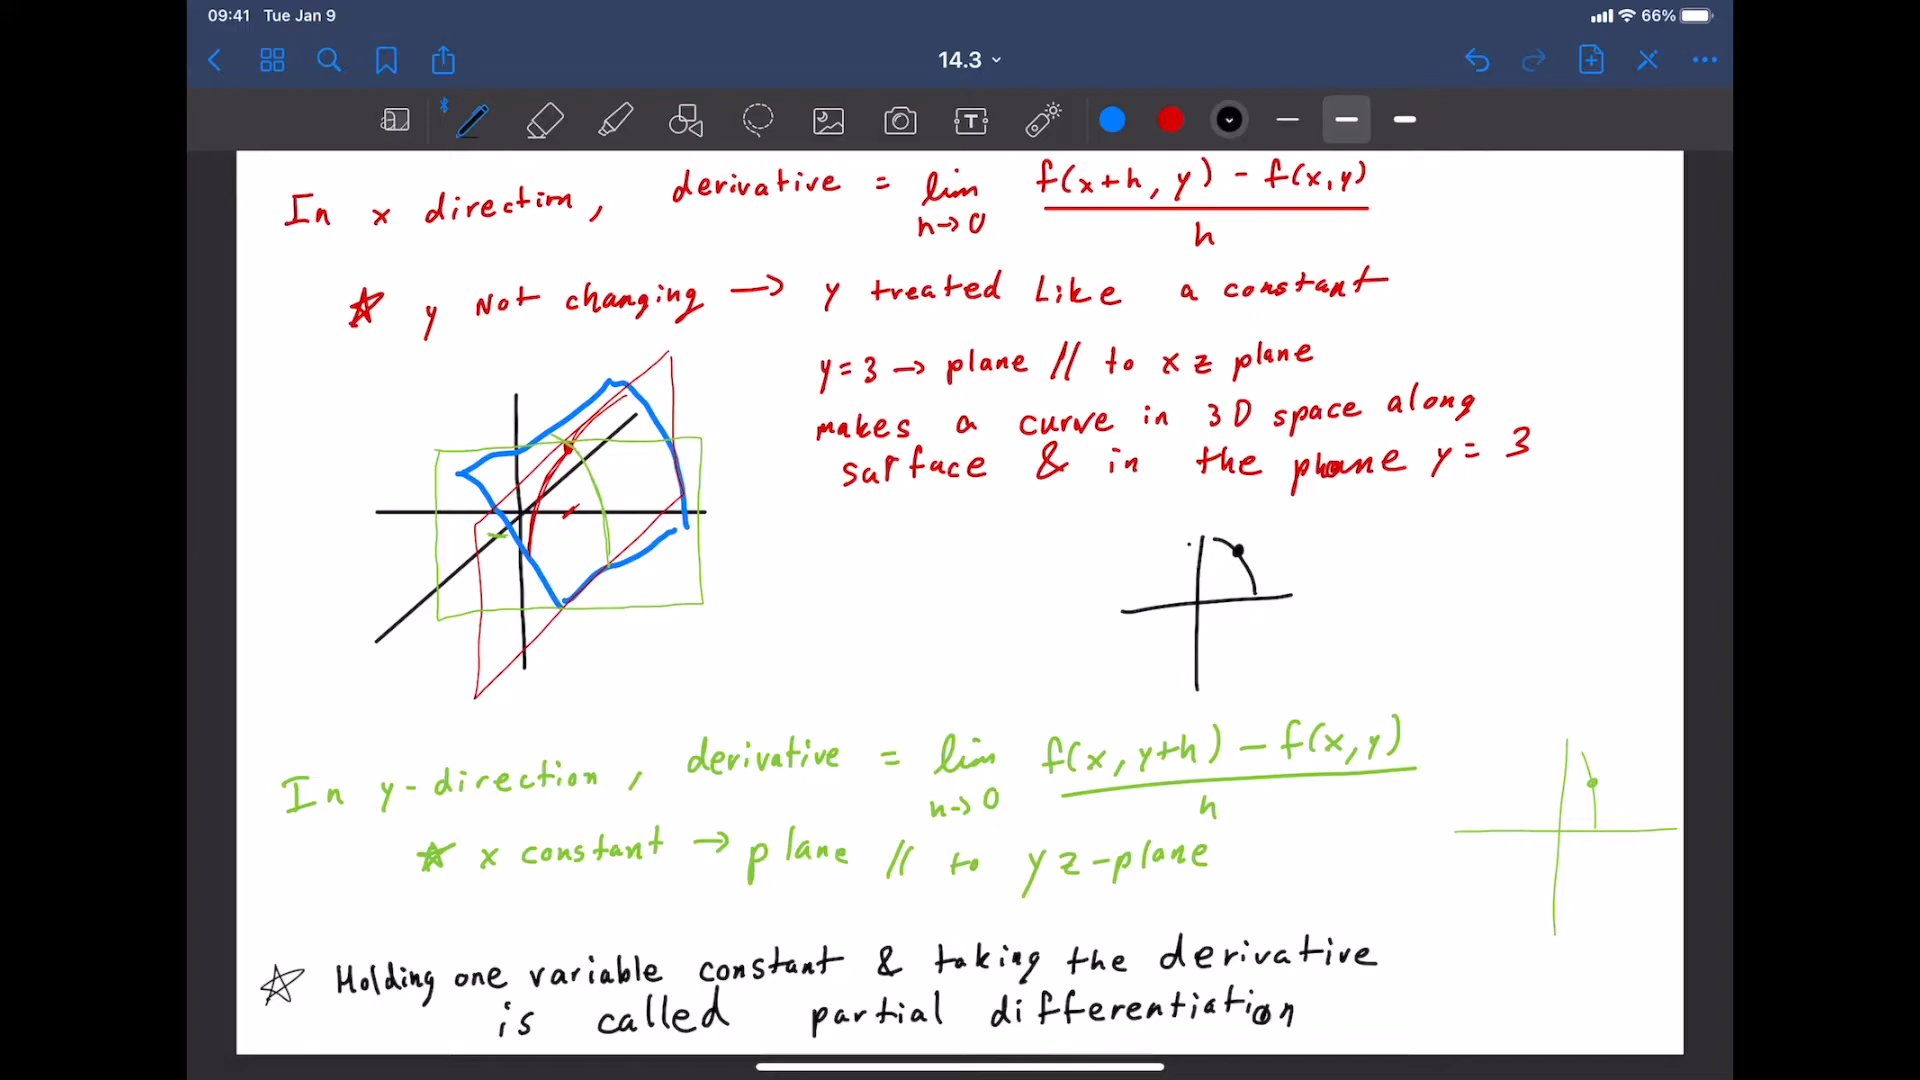 09:41 Tue Jan 9
66%
14.3
In x direction, derivative = lim h→0 f(x+h, y) - f(x,y) / h
☆ y Not changing → y treated Like a constant
y=3 → plane // to xz plane
makes a curve in 3D space along
surface & in the plane y = 3
In y-direction, derivative = lim h→0 f(x, y+h) - f(x,y) / h
☆ x constant → plane // to yz-plane
☆ Holding one variable constant & taking the derivative
is called partial differentiation